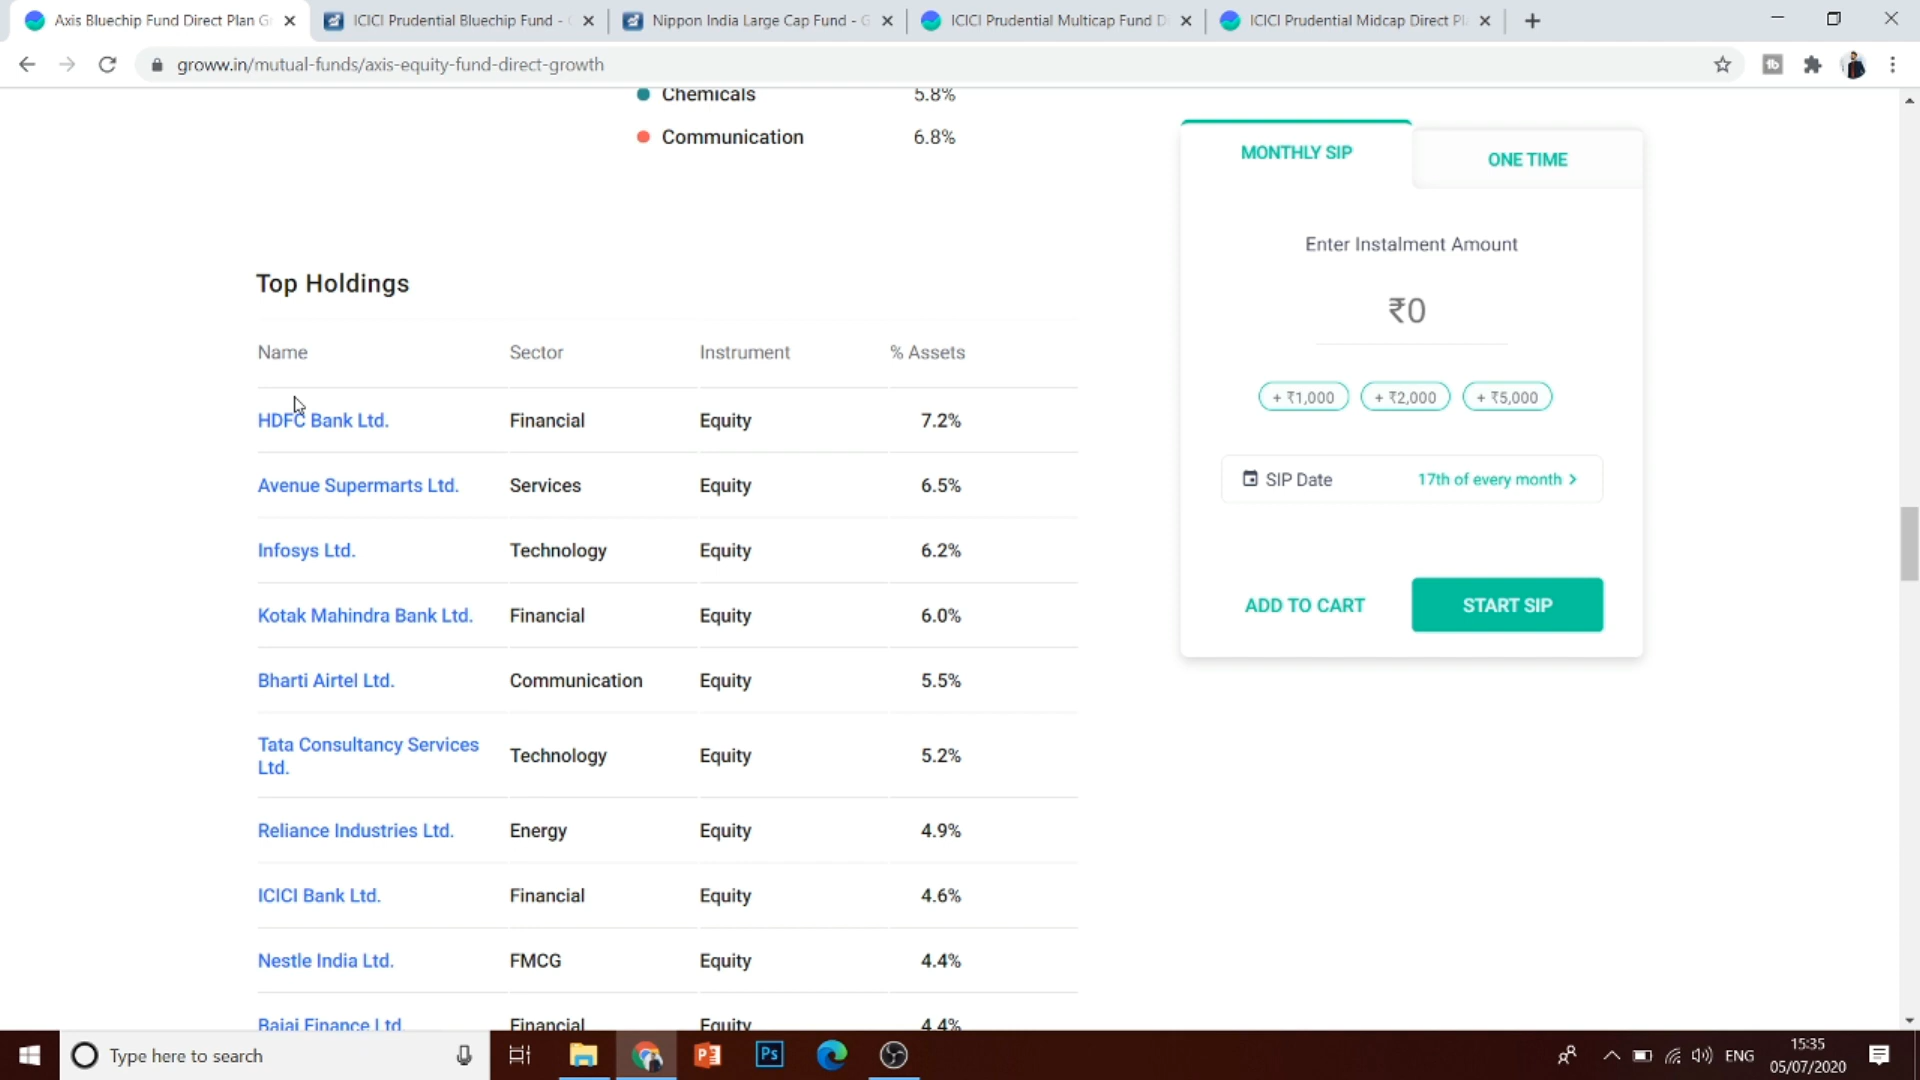 Axis Bluechip Fund Direct Plan Gr
ICICI Prudential Bluechip Fund - G
Nippon India Large Cap Fund - G
ICICI Prudential Multicap Fund Di
ICICI Prudential Midcap Direct Pl
groww.in/mutual-funds/axis-equity-fund-direct-growth
Chemicals 5.8%
Communication 6.8%
MONTHLY SIP
ONE TIME
Enter Instalment Amount
₹0
+ ₹1,000 + ₹2,000 + ₹5,000
SIP Date 17th of every month >
ADD TO CART
START SIP
Top Holdings
Name Sector Instrument % Assets
HDFC Bank Ltd. Financial Equity 7.2%
Avenue Supermarts Ltd. Services Equity 6.5%
Infosys Ltd. Technology Equity 6.2%
Kotak Mahindra Bank Ltd. Financial Equity 6.0%
Bharti Airtel Ltd. Communication Equity 5.5%
Tata Consultancy Services
Ltd. Technology Equity 5.2%
Reliance Industries Ltd. Energy Equity 4.9%
ICICI Bank Ltd. Financial Equity 4.6%
Nestle India Ltd. FMCG Equity 4.4%
Bajaj Finance Ltd. Financial Equity 4.4%
Type here to search
ENG
15:35
05/07/2020